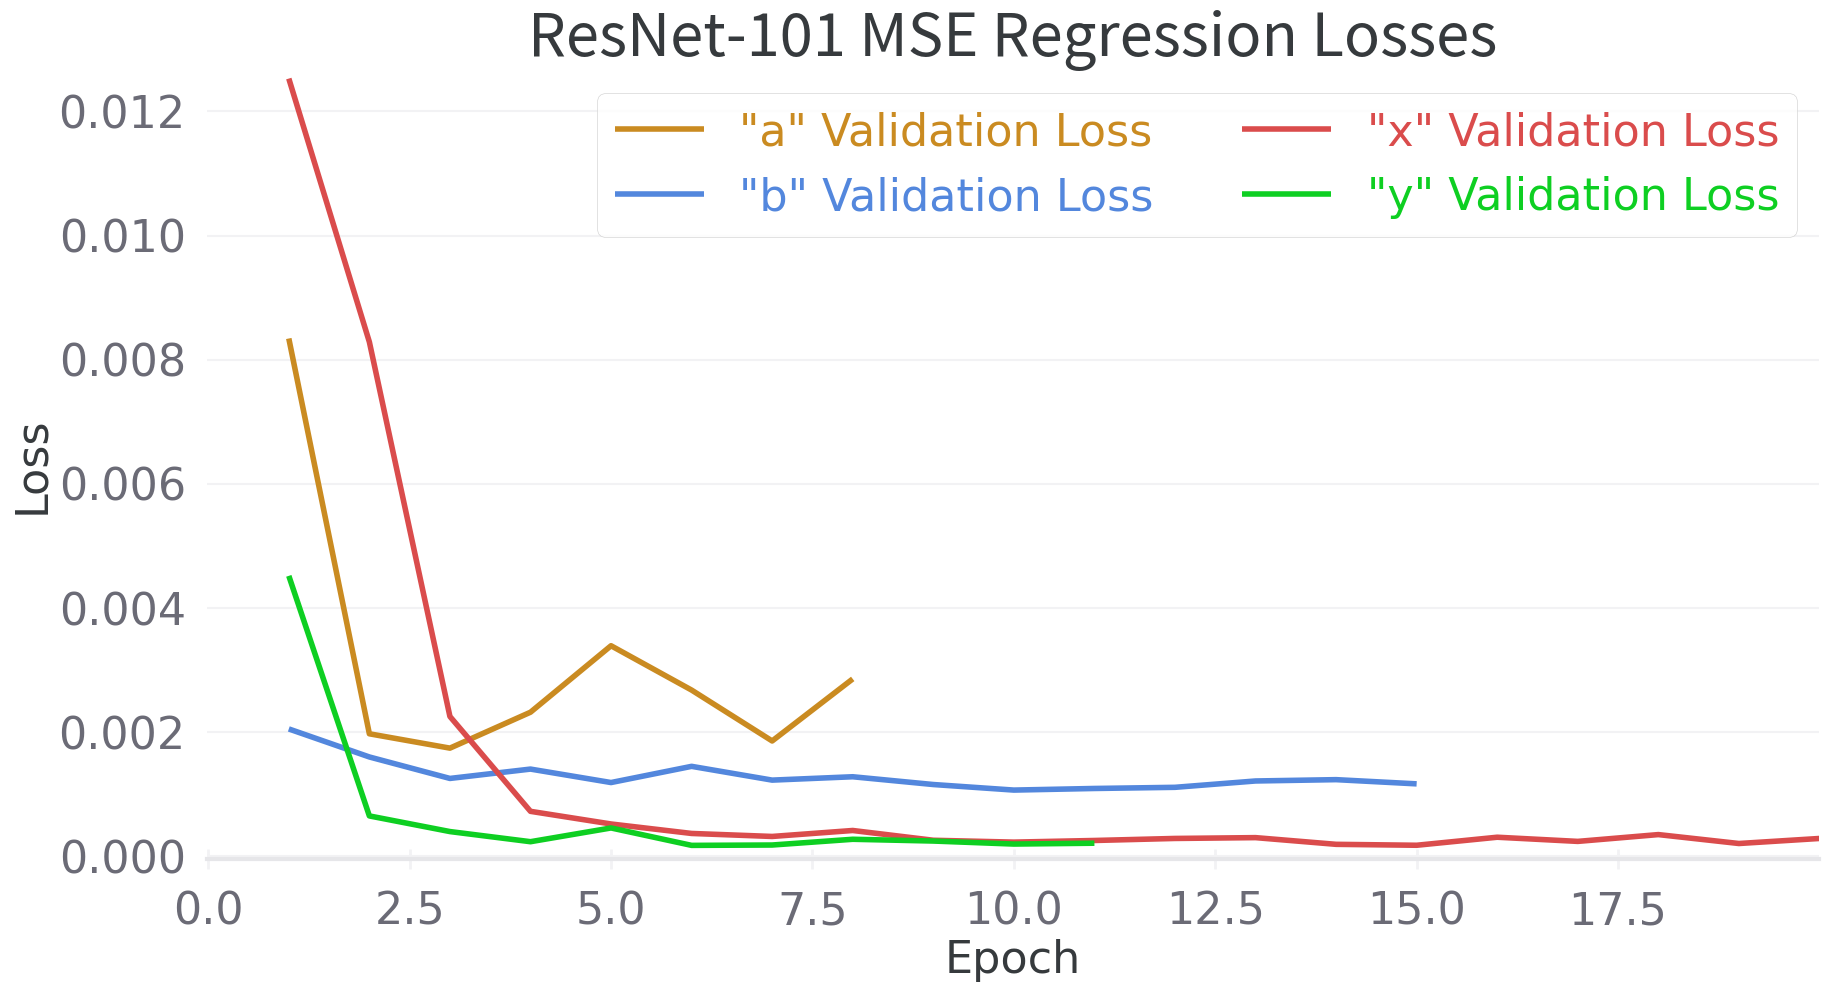 ResNet-101 MSE Regression Losses
"a" Validation Loss
"b" Validation Loss
"x" Validation Loss
"y" Validation Loss
Loss
0.012
0.010
0.008
0.006
0.004
0.002
0.000
0.0 2.5 5.0 7.5 10.0 12.5 15.0 17.5
Epoch